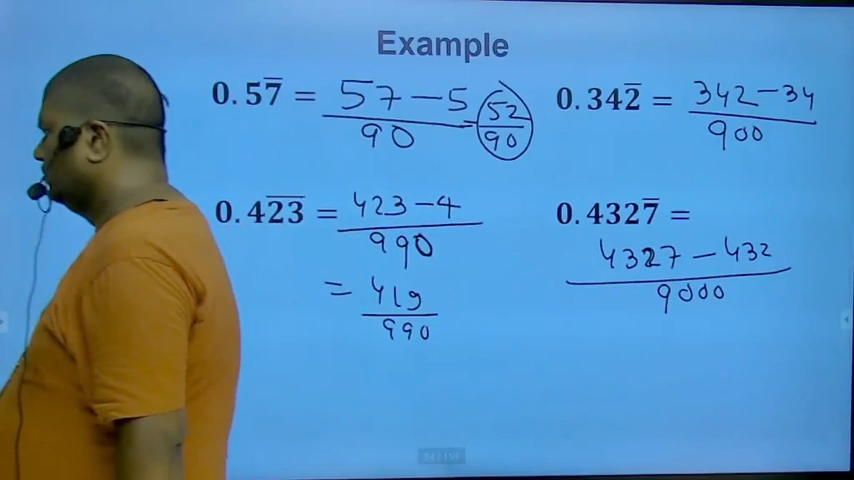 Example
0.57̅ = 57 − 5 / 90 = 52 / 90
0.342̅ = 342 − 34 / 900
0.42̅3̅ = 423 − 4 / 990
= 419 / 990
0.4327̅ =
4327 − 432 / 9000